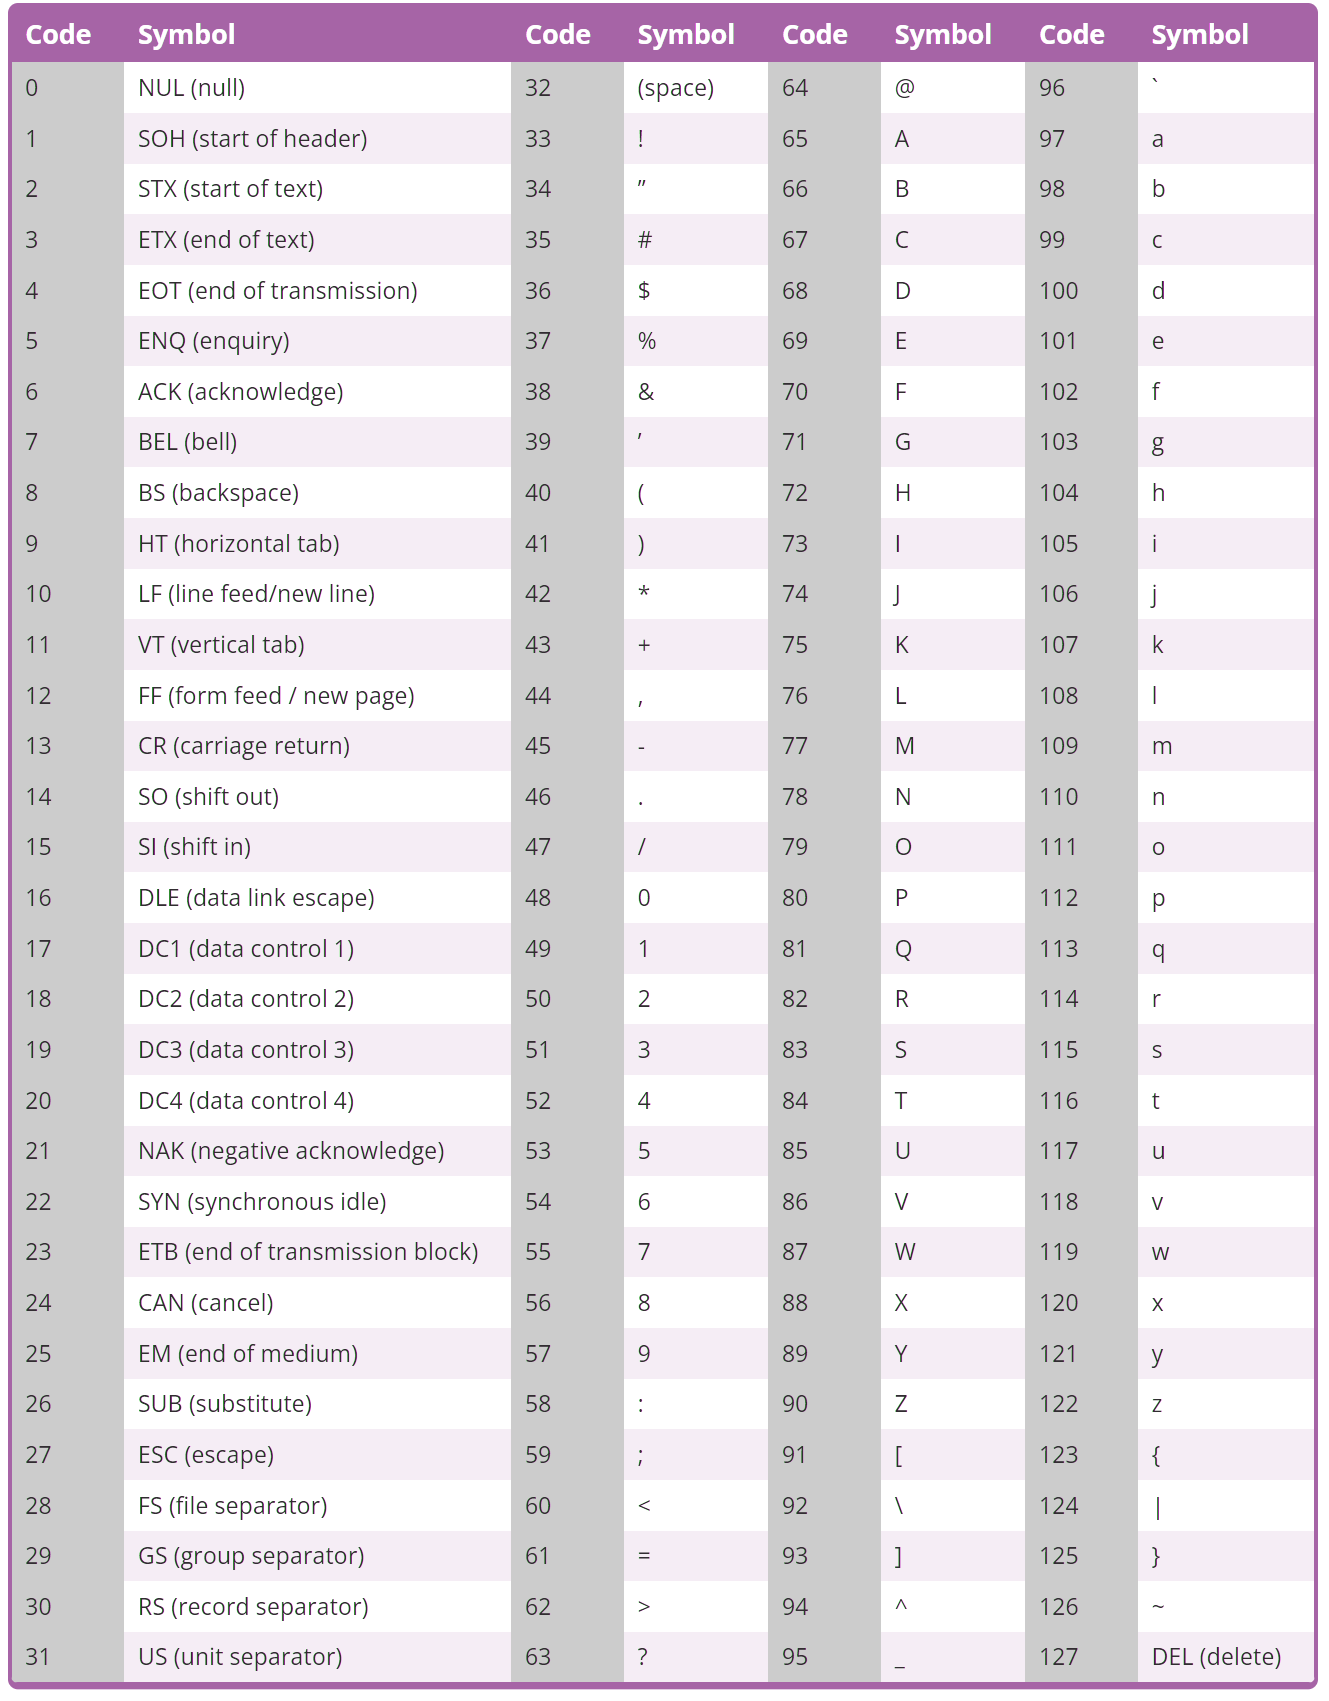 Code Symbol Code Symbol Code Symbol Code Symbol
0 NUL (null) 32 (space) 64 @ 96 `
1 SOH (start of header) 33 ! 65 A 97 a
2 STX (start of text) 34 ” 66 B 98 b
3 ETX (end of text) 35 # 67 C 99 c
4 EOT (end of transmission) 36 $ 68 D 100 d
5 ENQ (enquiry) 37 % 69 E 101 e
6 ACK (acknowledge) 38 & 70 F 102 f
7 BEL (bell) 39 ’ 71 G 103 g
8 BS (backspace) 40 ( 72 H 104 h
9 HT (horizontal tab) 41 ) 73 I 105 i
10 LF (line feed/new line) 42 * 74 J 106 j
11 VT (vertical tab) 43 + 75 K 107 k
12 FF (form feed / new page) 44 , 76 L 108 l
13 CR (carriage return) 45 - 77 M 109 m
14 SO (shift out) 46 . 78 N 110 n
15 SI (shift in) 47 / 79 O 111 o
16 DLE (data link escape) 48 0 80 P 112 p
17 DC1 (data control 1) 49 1 81 Q 113 q
18 DC2 (data control 2) 50 2 82 R 114 r
19 DC3 (data control 3) 51 3 83 S 115 s
20 DC4 (data control 4) 52 4 84 T 116 t
21 NAK (negative acknowledge) 53 5 85 U 117 u
22 SYN (synchronous idle) 54 6 86 V 118 v
23 ETB (end of transmission block) 55 7 87 W 119 w
24 CAN (cancel) 56 8 88 X 120 x
25 EM (end of medium) 57 9 89 Y 121 y
26 SUB (substitute) 58 : 90 Z 122 z
27 ESC (escape) 59 ; 91 [ 123 {
28 FS (file separator) 60 < 92 \ 124 |
29 GS (group separator) 61 = 93 ] 125 }
30 RS (record separator) 62 > 94 ^ 126 ~
31 US (unit separator) 63 ? 95 _ 127 DEL (delete)